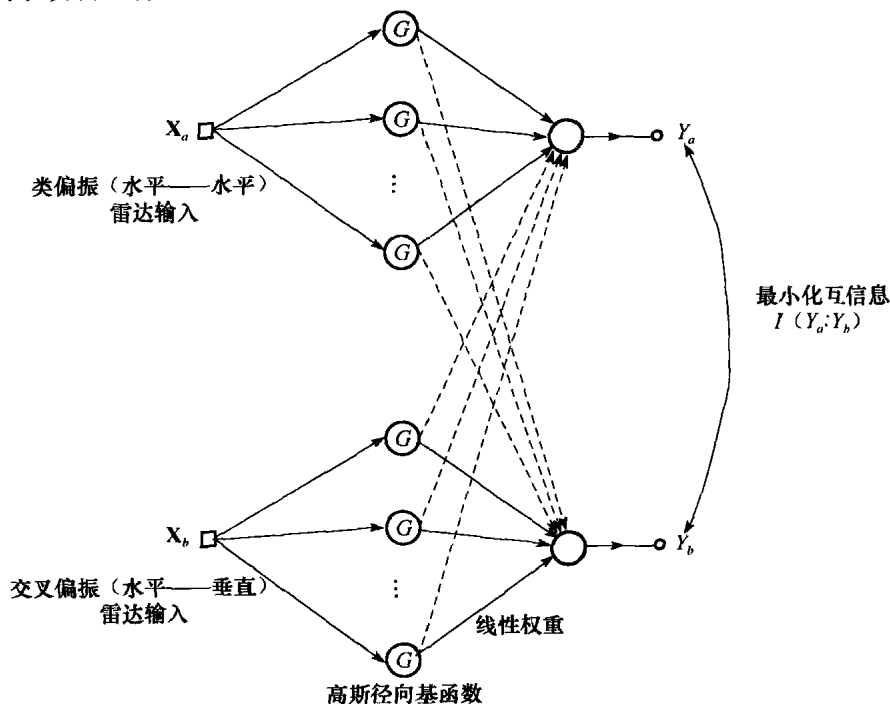 G
X_a
G
Y_a
类偏振（水平——水平）
雷达输入
⋮
G
最小化互信息
I（Y_a;Y_b）
G
X_b
G
Y_b
交叉偏振（水平——垂直）
雷达输入
⋮
线性权重
G
高斯径向基函数